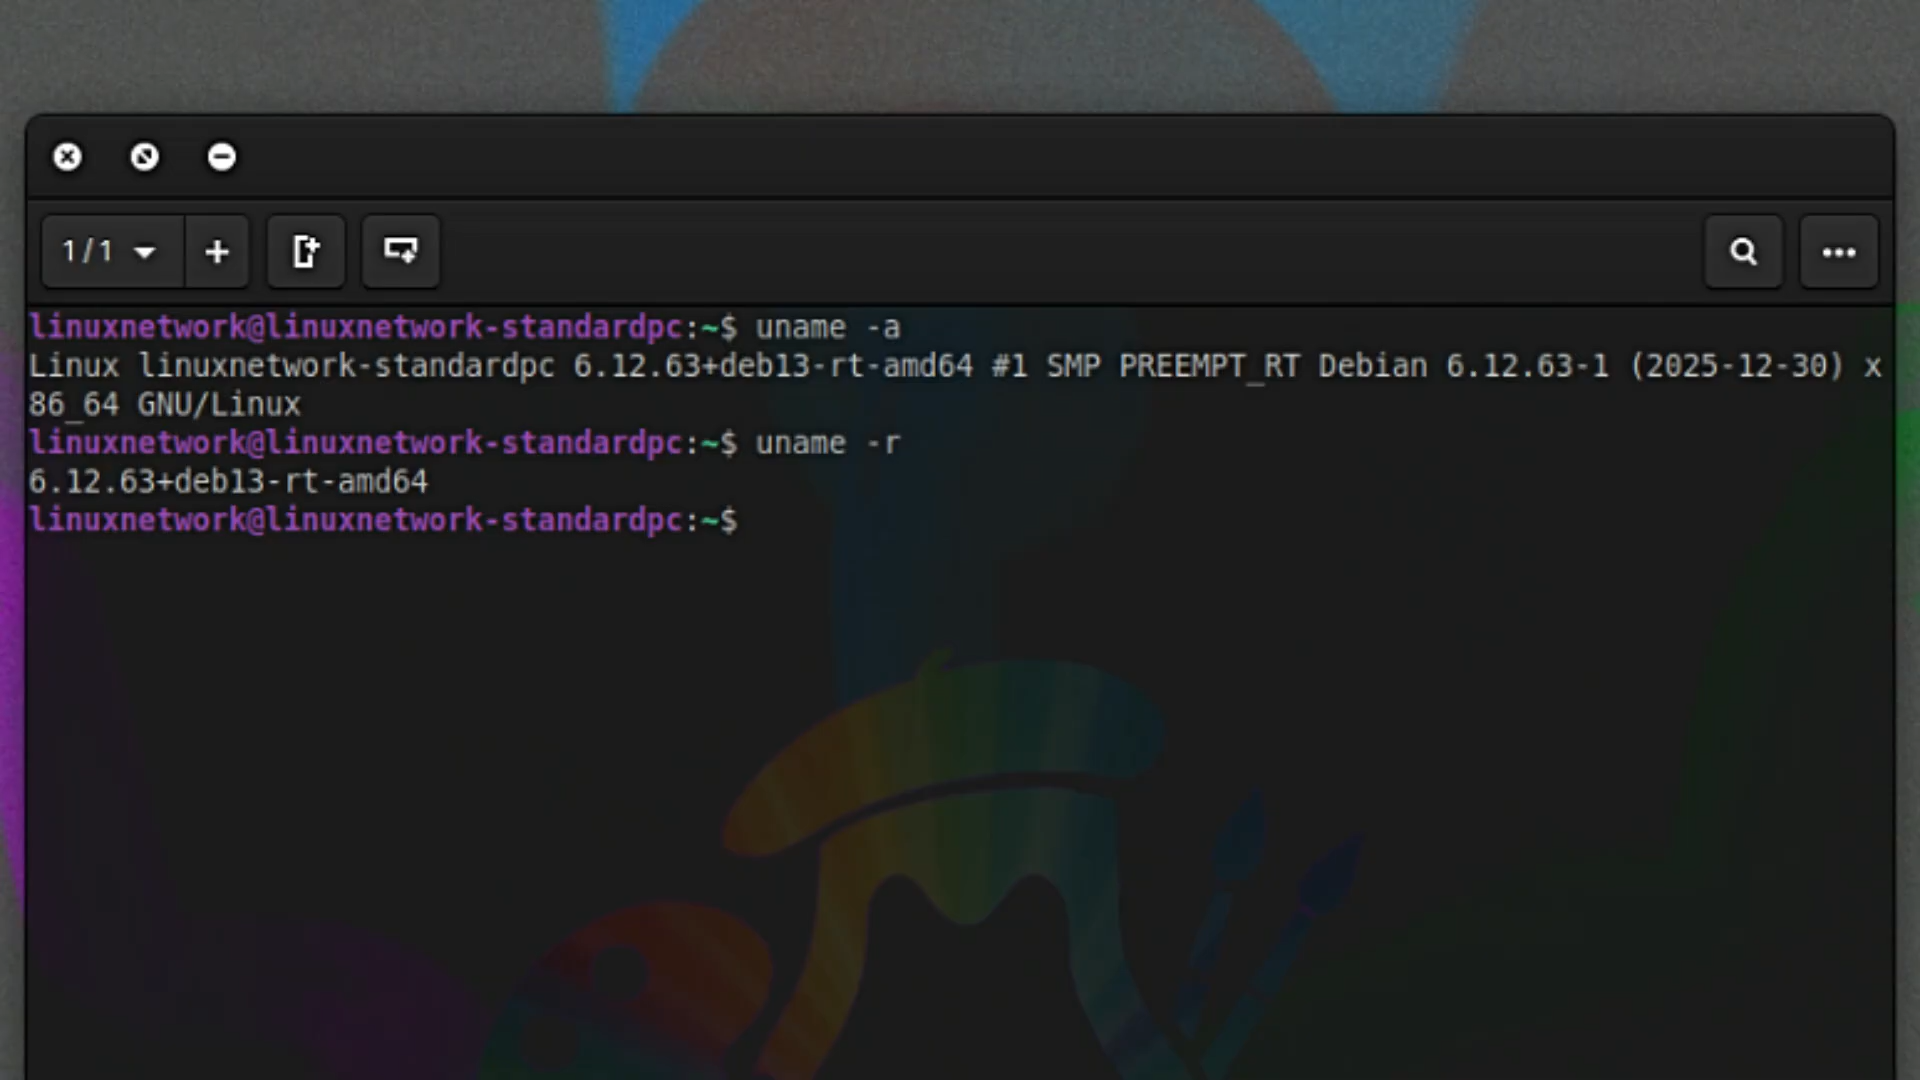 1/1
linuxnetwork@linuxnetwork-standardpc:~$ uname -a
Linux linuxnetwork-standardpc 6.12.63+deb13-rt-amd64 #1 SMP PREEMPT_RT Debian 6.12.63-1 (2025-12-30) x
86_64 GNU/Linux
linuxnetwork@linuxnetwork-standardpc:~$ uname -r
6.12.63+deb13-rt-amd64
linuxnetwork@linuxnetwork-standardpc:~$